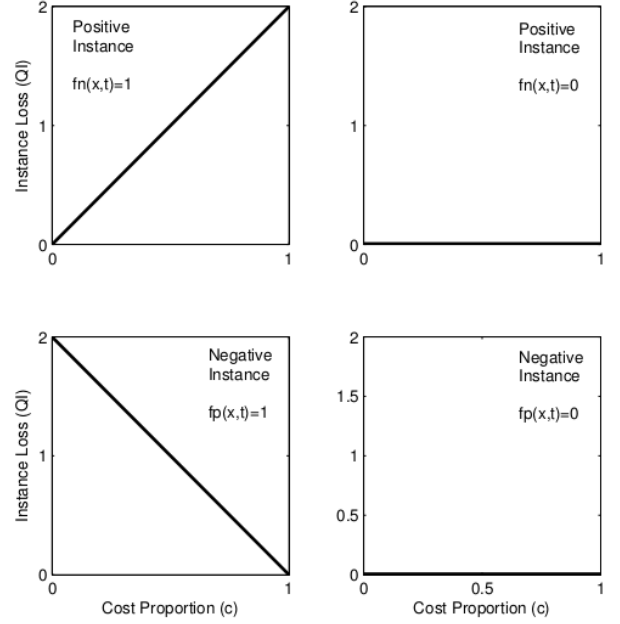 2
1
0
0
1
Instance Loss (QI)
Positive
Instance
fn(x,t)=1
2
1
0
0
1
Positive
Instance
fn(x,t)=0
2
1
0
0
1
Instance Loss (QI)
Cost Proportion (c)
Negative
Instance
fp(x,t)=1
2
1.5
1
0.5
0
0
0.5
1
Cost Proportion (c)
Negative
Instance
fp(x,t)=0